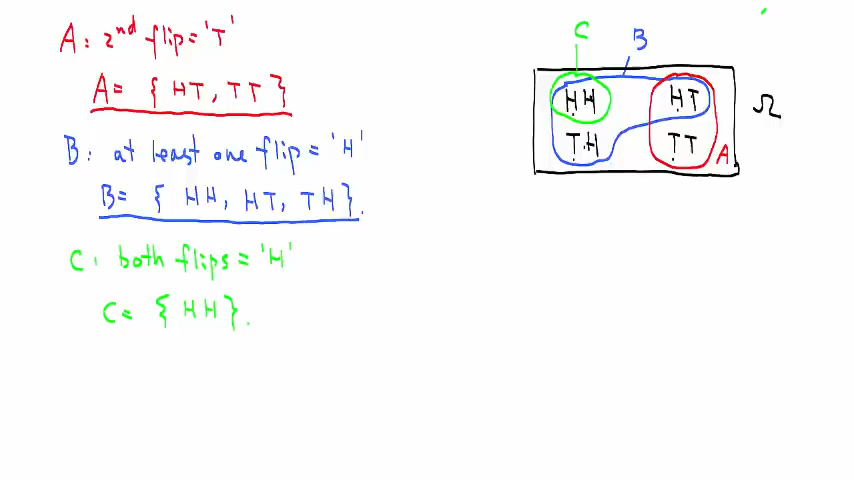 A: 2nd flip = 'T'
A = { HT, TT }
B: at least one flip = 'H'
B = { HH, HT, TH }.
C: both flips = 'H'
C = { HH }.
C B
HH HT Ω
TH TT A